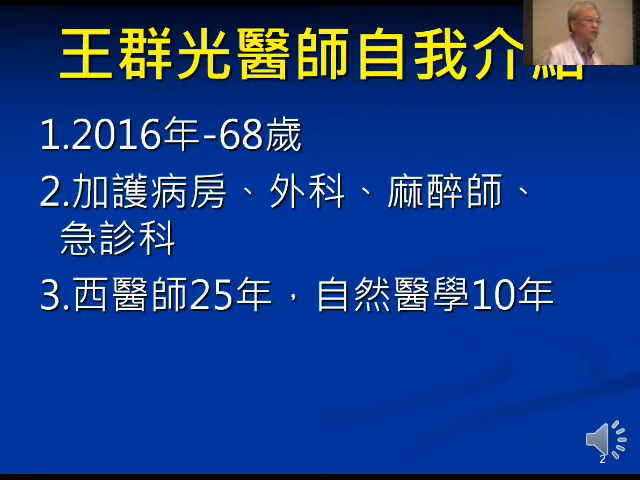 王群光醫師自我介紹
1.2016年-68歲
2.加護病房、外科、麻醉師、
急診科
3.西醫師25年，自然醫學10年
2